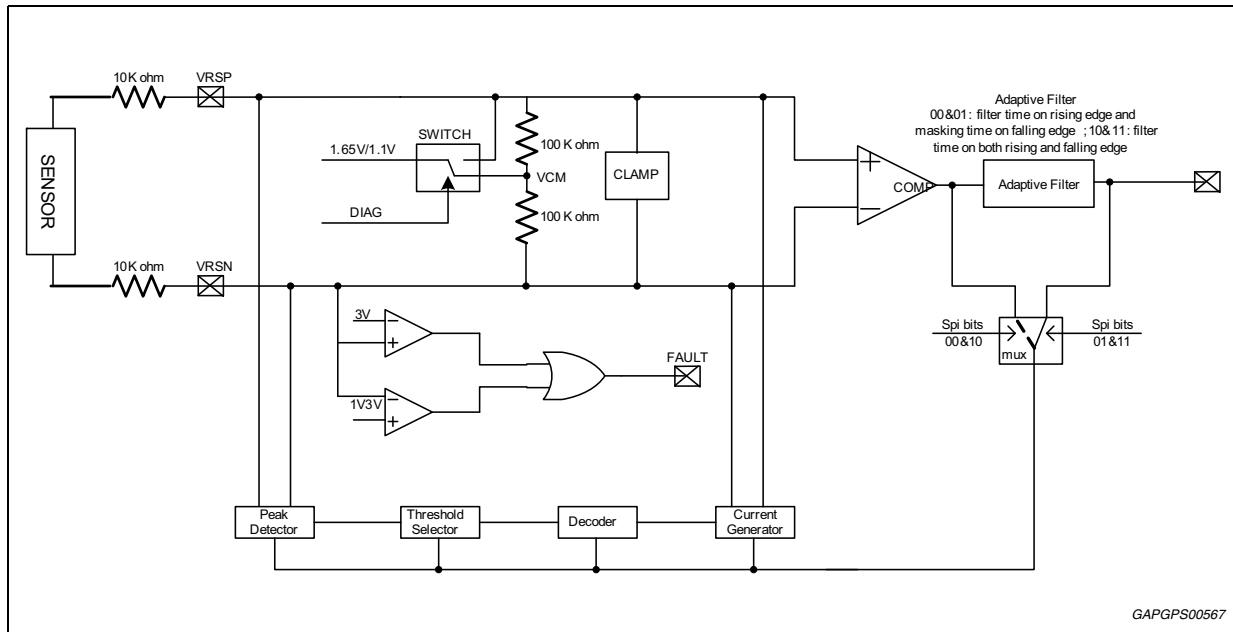 10K ohm
VRSP
SENSOR
1.65V/1.1V
SWITCH
DIAG
100 K ohm
VCM
100 K ohm
CLAMP
COMP
Adaptive Filter
00&01: filter time on rising edge and
masking time on falling edge ; 10&11: filter
time on both rising and falling edge
Adaptive Filter
10K ohm
VRSN
3V
1V3V
FAULT
Spi bits
00&10
mux
Spi bits
01&11
Peak
Detector
Threshold
Selector
Decoder
Current
Generator
GAPGPS00567